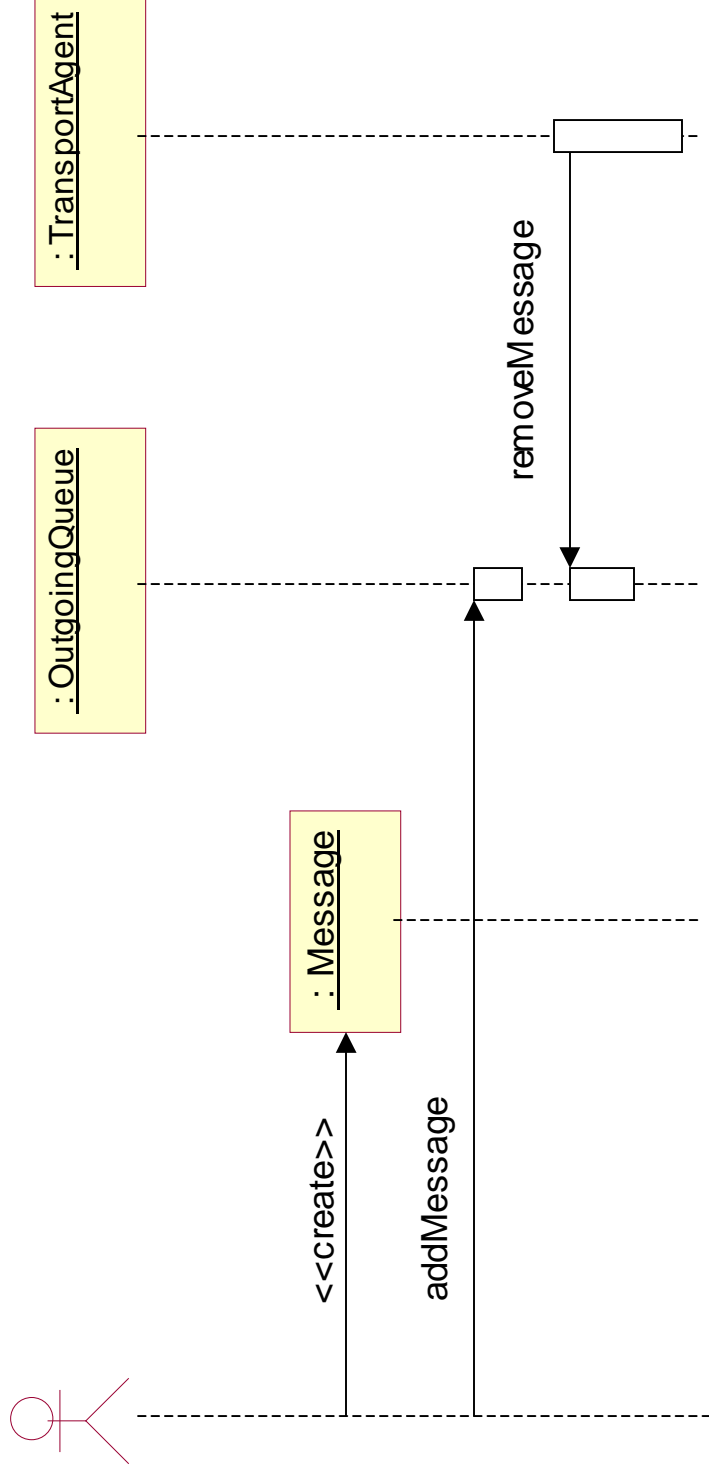 : Message
: OutgoingQueue
: TransportAgent
<<create>>
addMessage
removeMessage